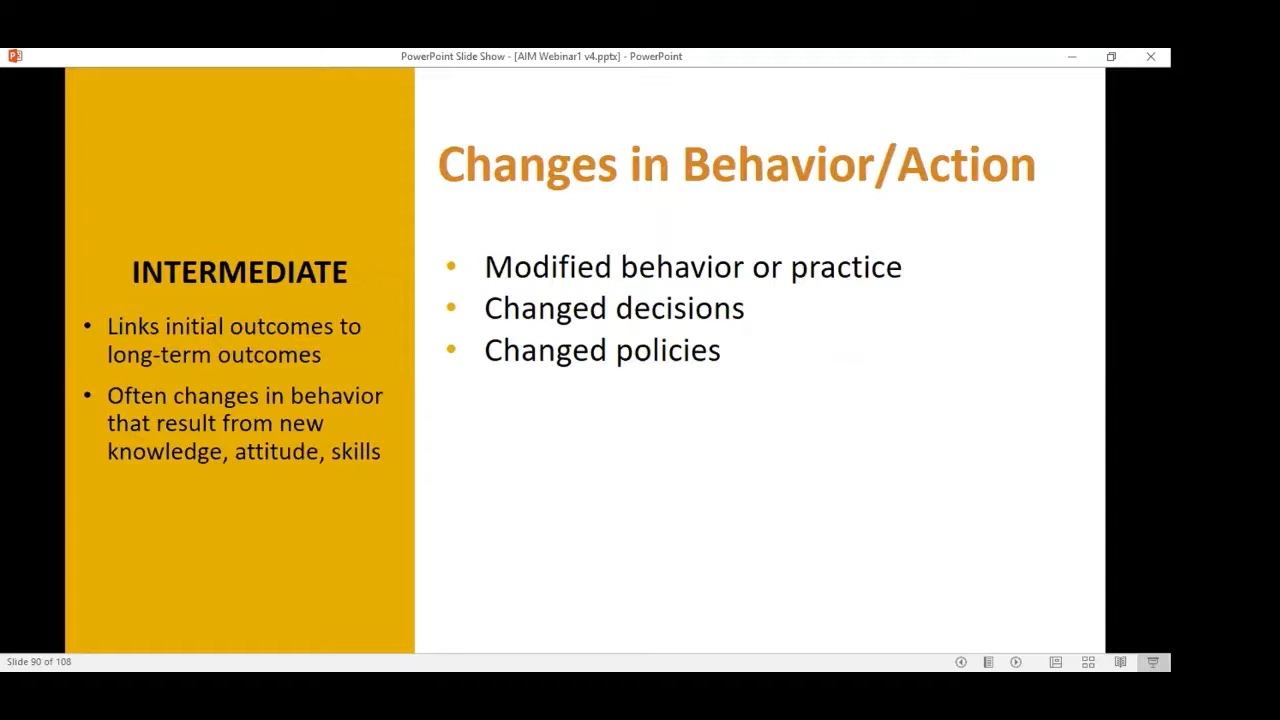 PowerPoint Slide Show - [AIM Webinar1 v4.pptx] - PowerPoint
INTERMEDIATE
• Links initial outcomes to
long-term outcomes
• Often changes in behavior
that result from new
knowledge, attitude, skills
Changes in Behavior/Action
• Modified behavior or practice
• Changed decisions
• Changed policies
Slide 90 of 108